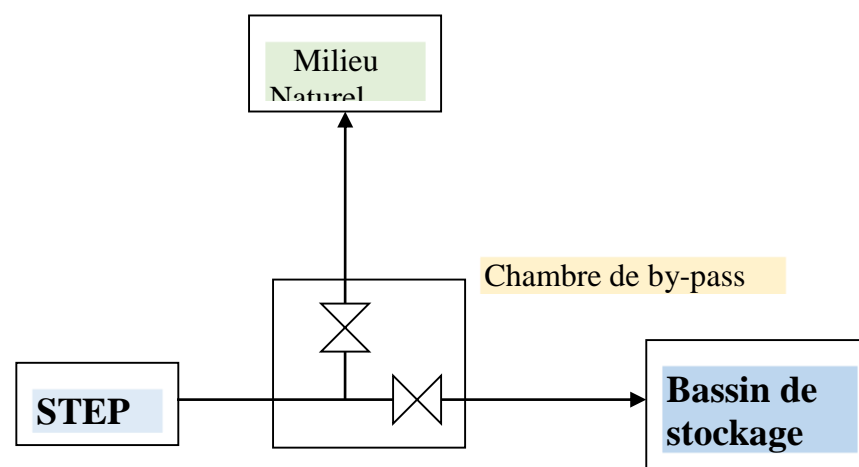 Milieu
Naturel
Chambre de by-pass
STEP
Bassin de
stockage